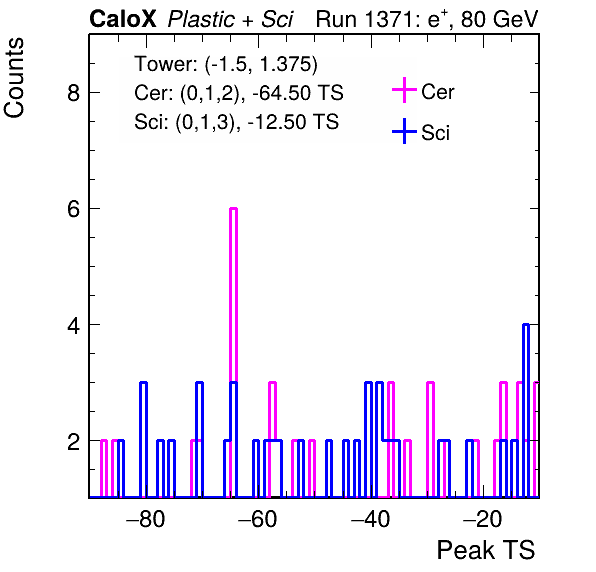 CaloX Plastic + Sci Run 1371: e⁺, 80 GeV
Tower: (-1.5, 1.375)
Cer: (0,1,2), -64.50 TS
Sci: (0,1,3), -12.50 TS
Cer
Sci
Counts
8
6
4
2
−80 −60 −40 −20
Peak TS